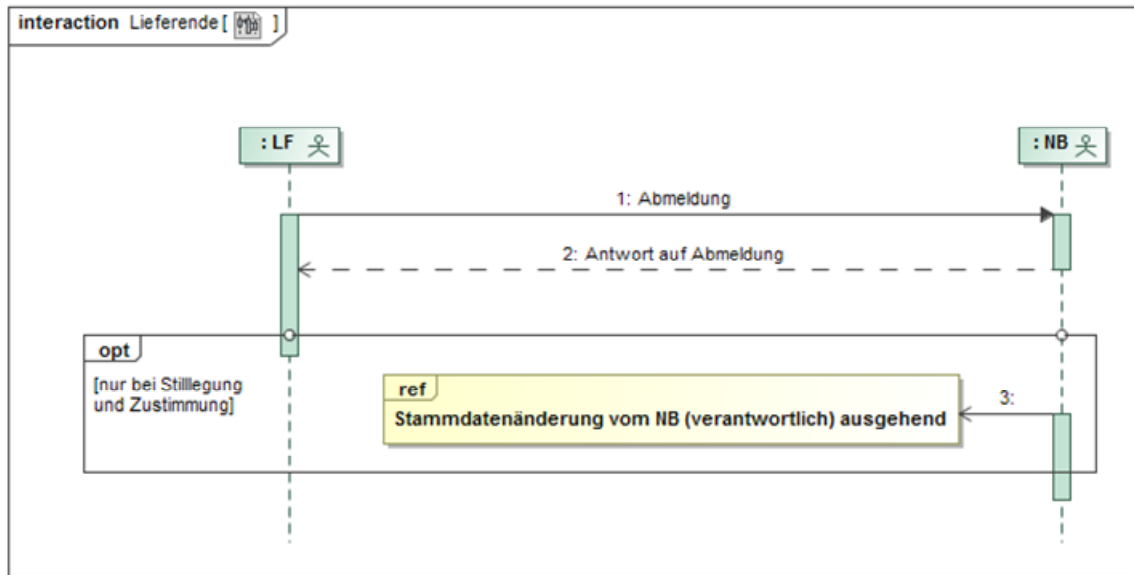 interaction Lieferende [ ]
: LF
: NB
1: Abmeldung
2: Antwort auf Abmeldung
opt
[nur bei Stilllegung
und Zustimmung]
ref
3:
Stammdatenänderung vom NB (verantwortlich) ausgehend